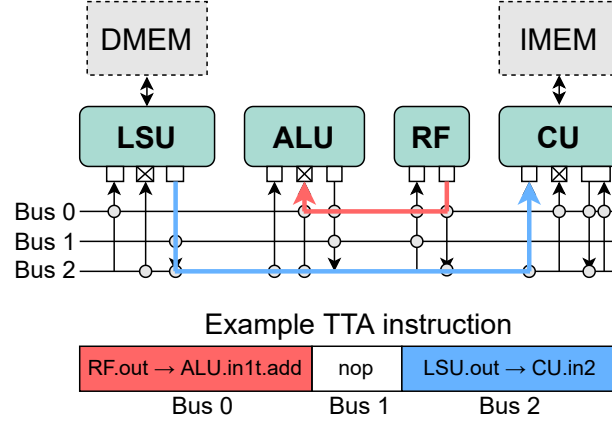 DMEM IMEM
LSU ALU RF CU
Bus 0
Bus 1
Bus 2
Example TTA instruction
RF.out → ALU.in1t.add nop LSU.out → CU.in2
Bus 0 Bus 1 Bus 2